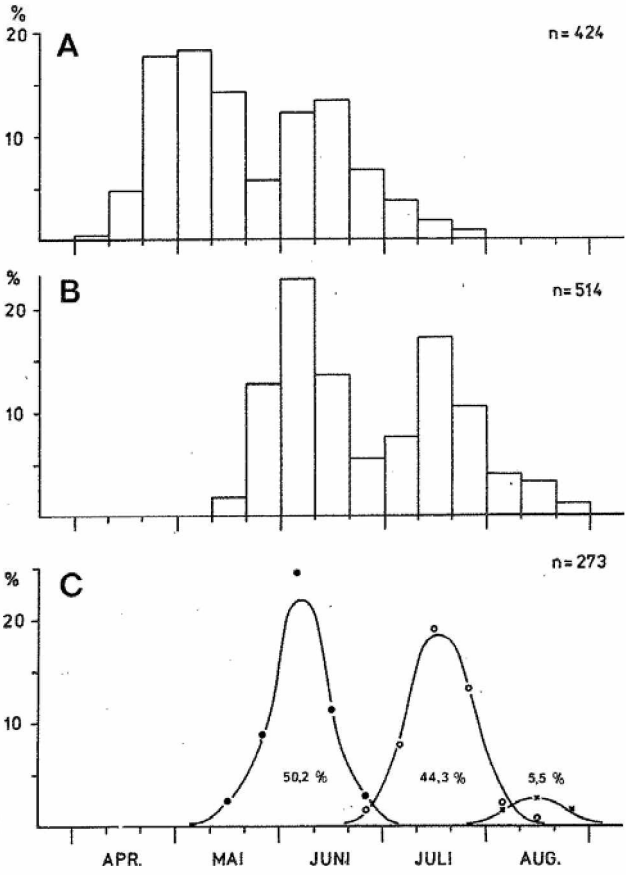 %
20
A
n=424
10
%
B
n=514
20
10
C
n=273
%
20
10
50,2 %
44,3 %
5,5 %
APR.
MAI
JUNI
JULI
AUG.